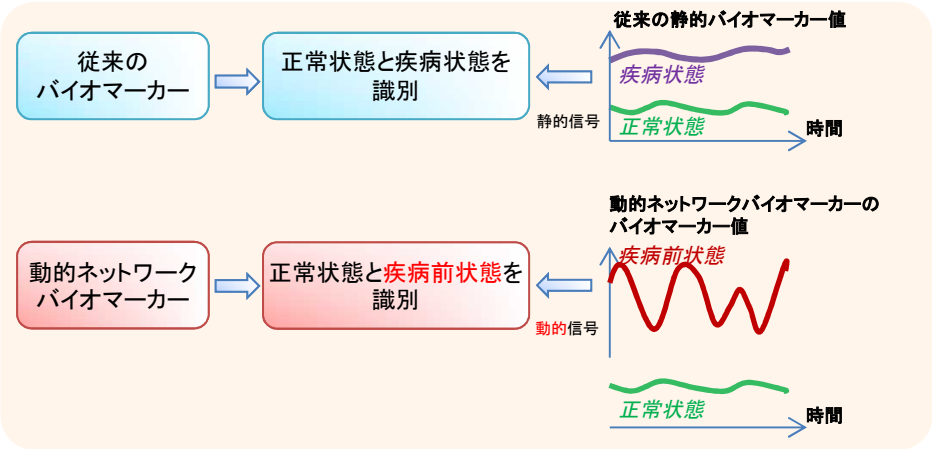 従来の
バイオマーカー
正常状態と疾病状態を
識別
静的信号
従来の静的バイオマーカー値
疾病状態
正常状態
時間
動的ネットワーク
バイオマーカー
正常状態と疾病前状態を
識別
動的信号
動的ネットワークバイオマーカーの
バイオマーカー値
疾病前状態
正常状態
時間